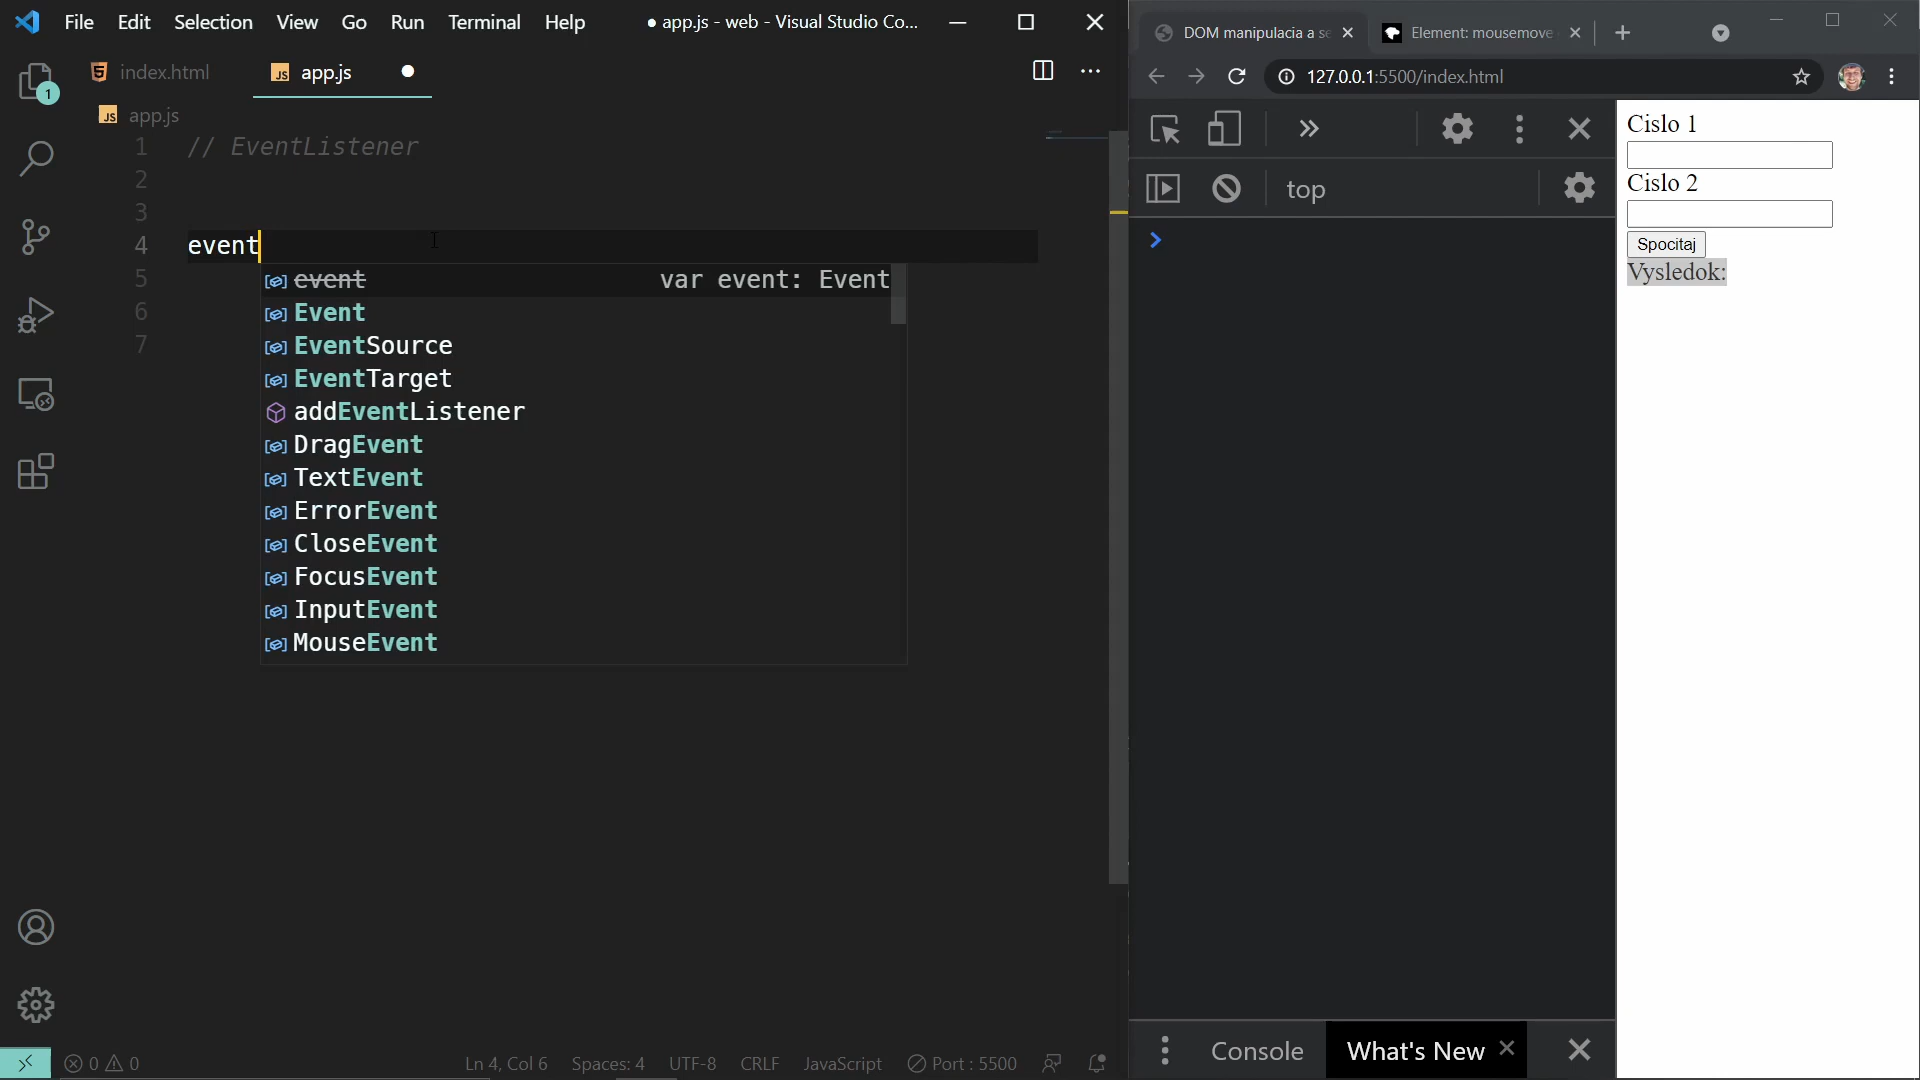 File Edit Selection View Go Run Terminal Help
● app.js - web - Visual Studio Co...
index.html
JS app.js
JS app.js
1
1 // EventListener
2
3
4 event
5
6
7
event var event: Event
Event
EventSource
EventTarget
addEventListener
DragEvent
TextEvent
ErrorEvent
CloseEvent
FocusEvent
InputEvent
MouseEvent
0 0
Ln 4, Col 6 Spaces: 4 UTF-8 CRLF JavaScript Port : 5500
DOM manipulacia a se
Element: mousemove
127.0.0.1:5500/index.html
top
Console
What's New
Cislo 1
Cislo 2
Spocitaj
Vysledok: